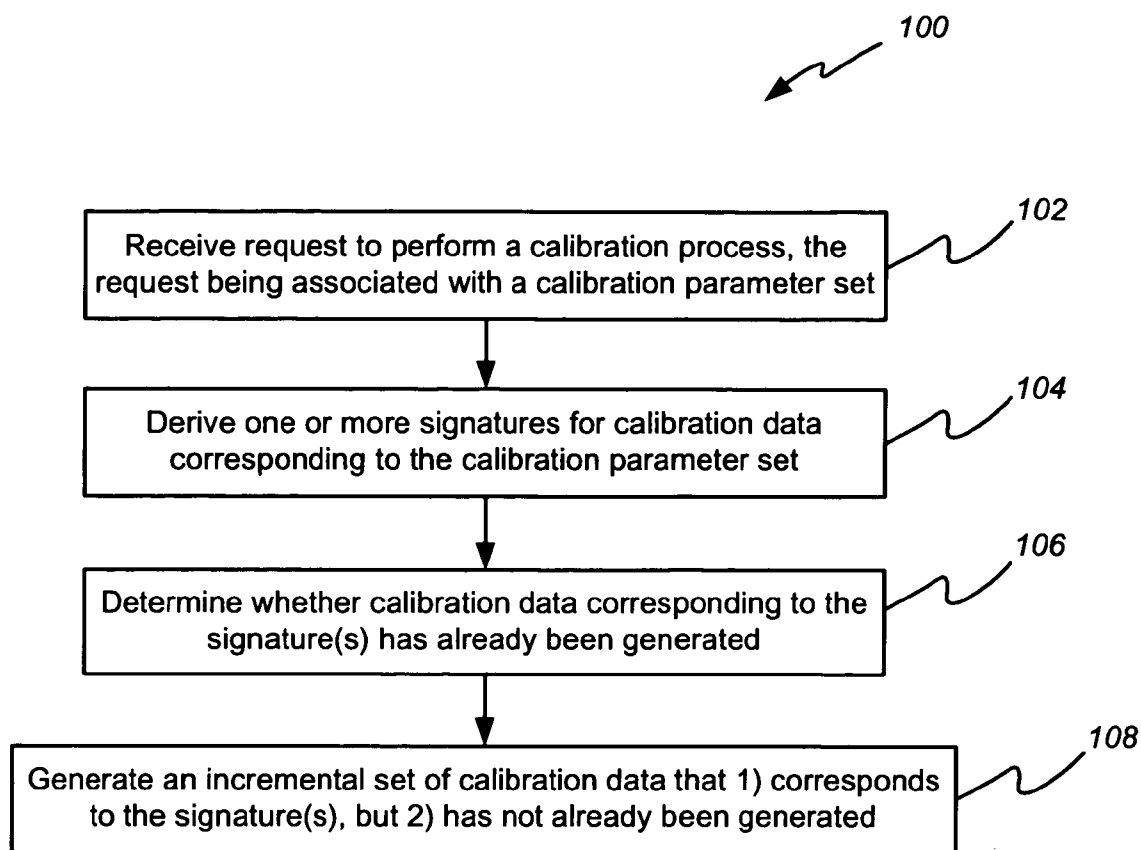 100
102
Receive request to perform a calibration process, the
request being associated with a calibration parameter set
104
Derive one or more signatures for calibration data
corresponding to the calibration parameter set
106
Determine whether calibration data corresponding to the
signature(s) has already been generated
108
Generate an incremental set of calibration data that 1) corresponds
to the signature(s), but 2) has not already been generated